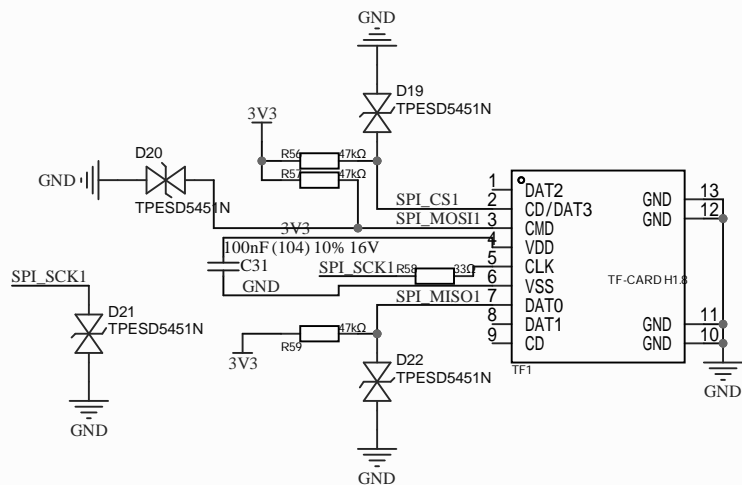 GND
D19
TPESD5451N
3V3
D20
R56 47kΩ
R57 47kΩ
GND
TPESD5451N
SPI_CS1
SPI_MOSI1
3V3
100nF (104) 10% 16V
C31
SPI_SCK1 R58 33Ω
GND
SPI_MISO1
SPI_SCK1
D21
TPESD5451N
GND
47kΩ
R59
3V3
D22
TPESD5451N
GND
1 DAT2
2 CD/DAT3
3 CMD
4 VDD
5 CLK
6 VSS
7 DAT0
8 DAT1
9 CD
TF1
TF-CARD H1.8
GND 13
GND 12
GND 11
GND 10
GND